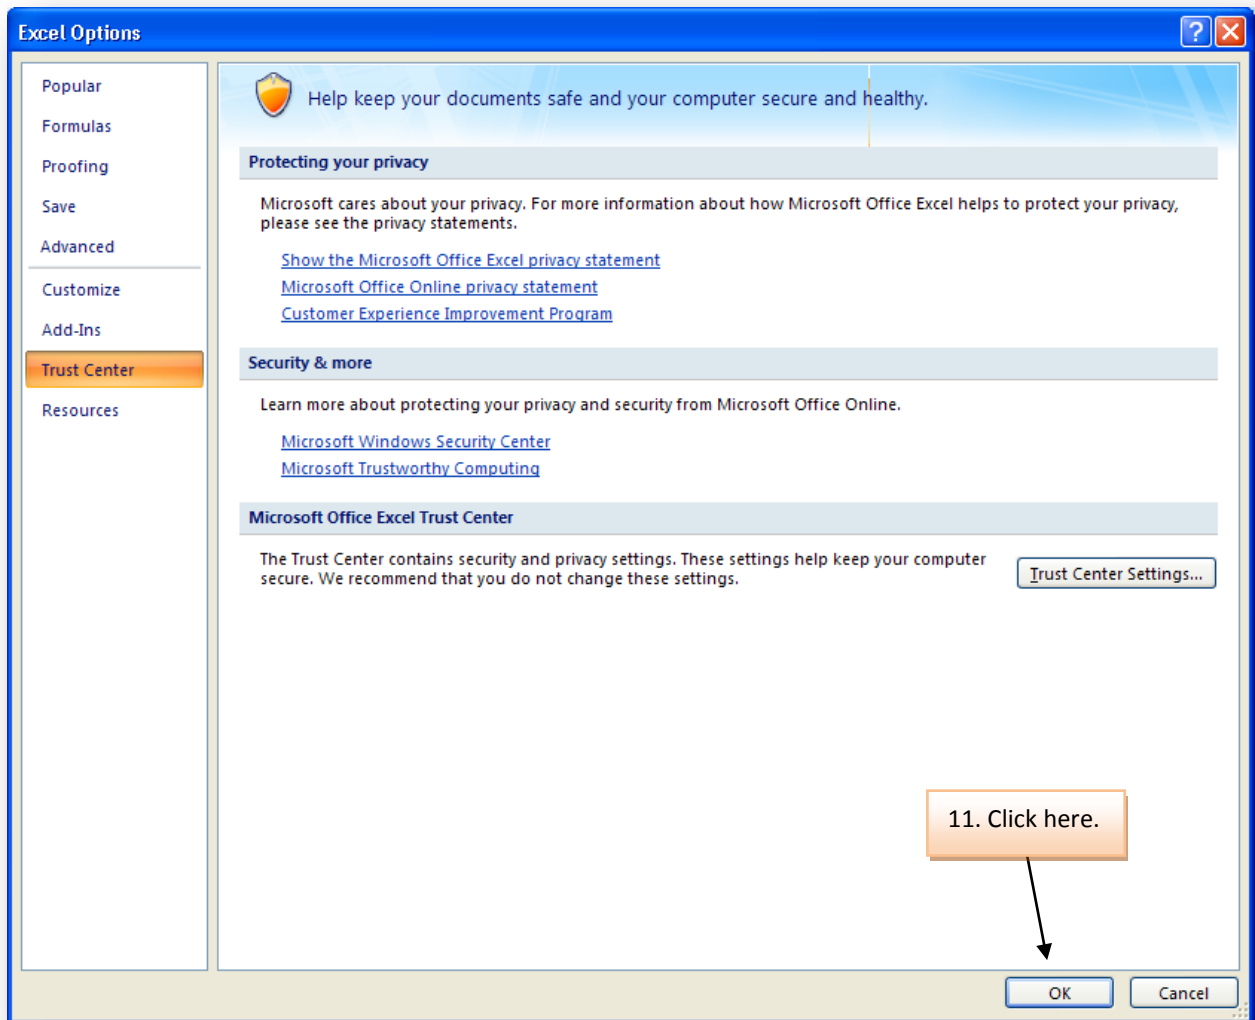 Excel Options
Popular
Formulas
Proofing
Save
Advanced
Customize
Add-Ins
Trust Center
Resources
Help keep your documents safe and your computer secure and healthy.
Protecting your privacy
Microsoft cares about your privacy. For more information about how Microsoft Office Excel helps to protect your privacy,
please see the privacy statements.
Show the Microsoft Office Excel privacy statement
Microsoft Office Online privacy statement
Customer Experience Improvement Program
Security & more
Learn more about protecting your privacy and security from Microsoft Office Online.
Microsoft Windows Security Center
Microsoft Trustworthy Computing
Microsoft Office Excel Trust Center
The Trust Center contains security and privacy settings. These settings help keep your computer
secure. We recommend that you do not change these settings.
Trust Center Settings...
11. Click here.
OK
Cancel